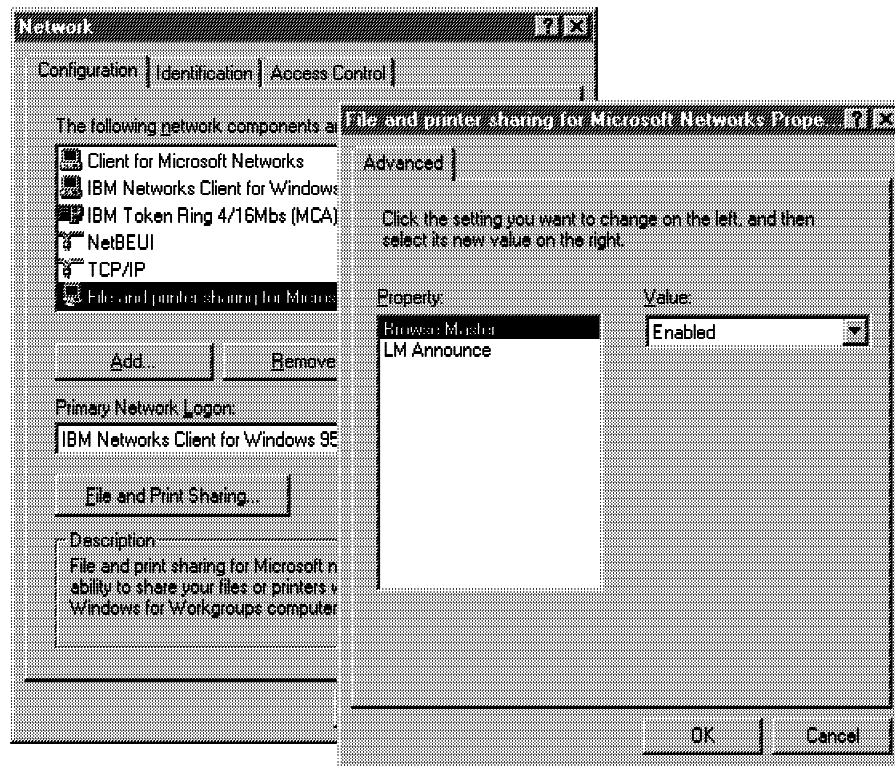 Network
Configuration
Identification
Access Control
The following network components a
Client for Microsoft Networks
IBM Networks Client for Windows
IBM Token Ring 4/16Mbs (MCA)
NetBEUI
TCP/IP
File and printer sharing for Micros
Add...
Remove
Primary Network Logon:
IBM Networks Client for Windows 95
File and Print Sharing...
Description
File and print sharing for Microsoft n
ability to share your files or printers w
Windows for Workgroups computer
File and printer sharing for Microsoft Networks Prope...
Advanced
Click the setting you want to change on the left, and then
select its new value on the right.
Property:
Value:
Browse Master
Enabled
LM Announce
OK
Cancel